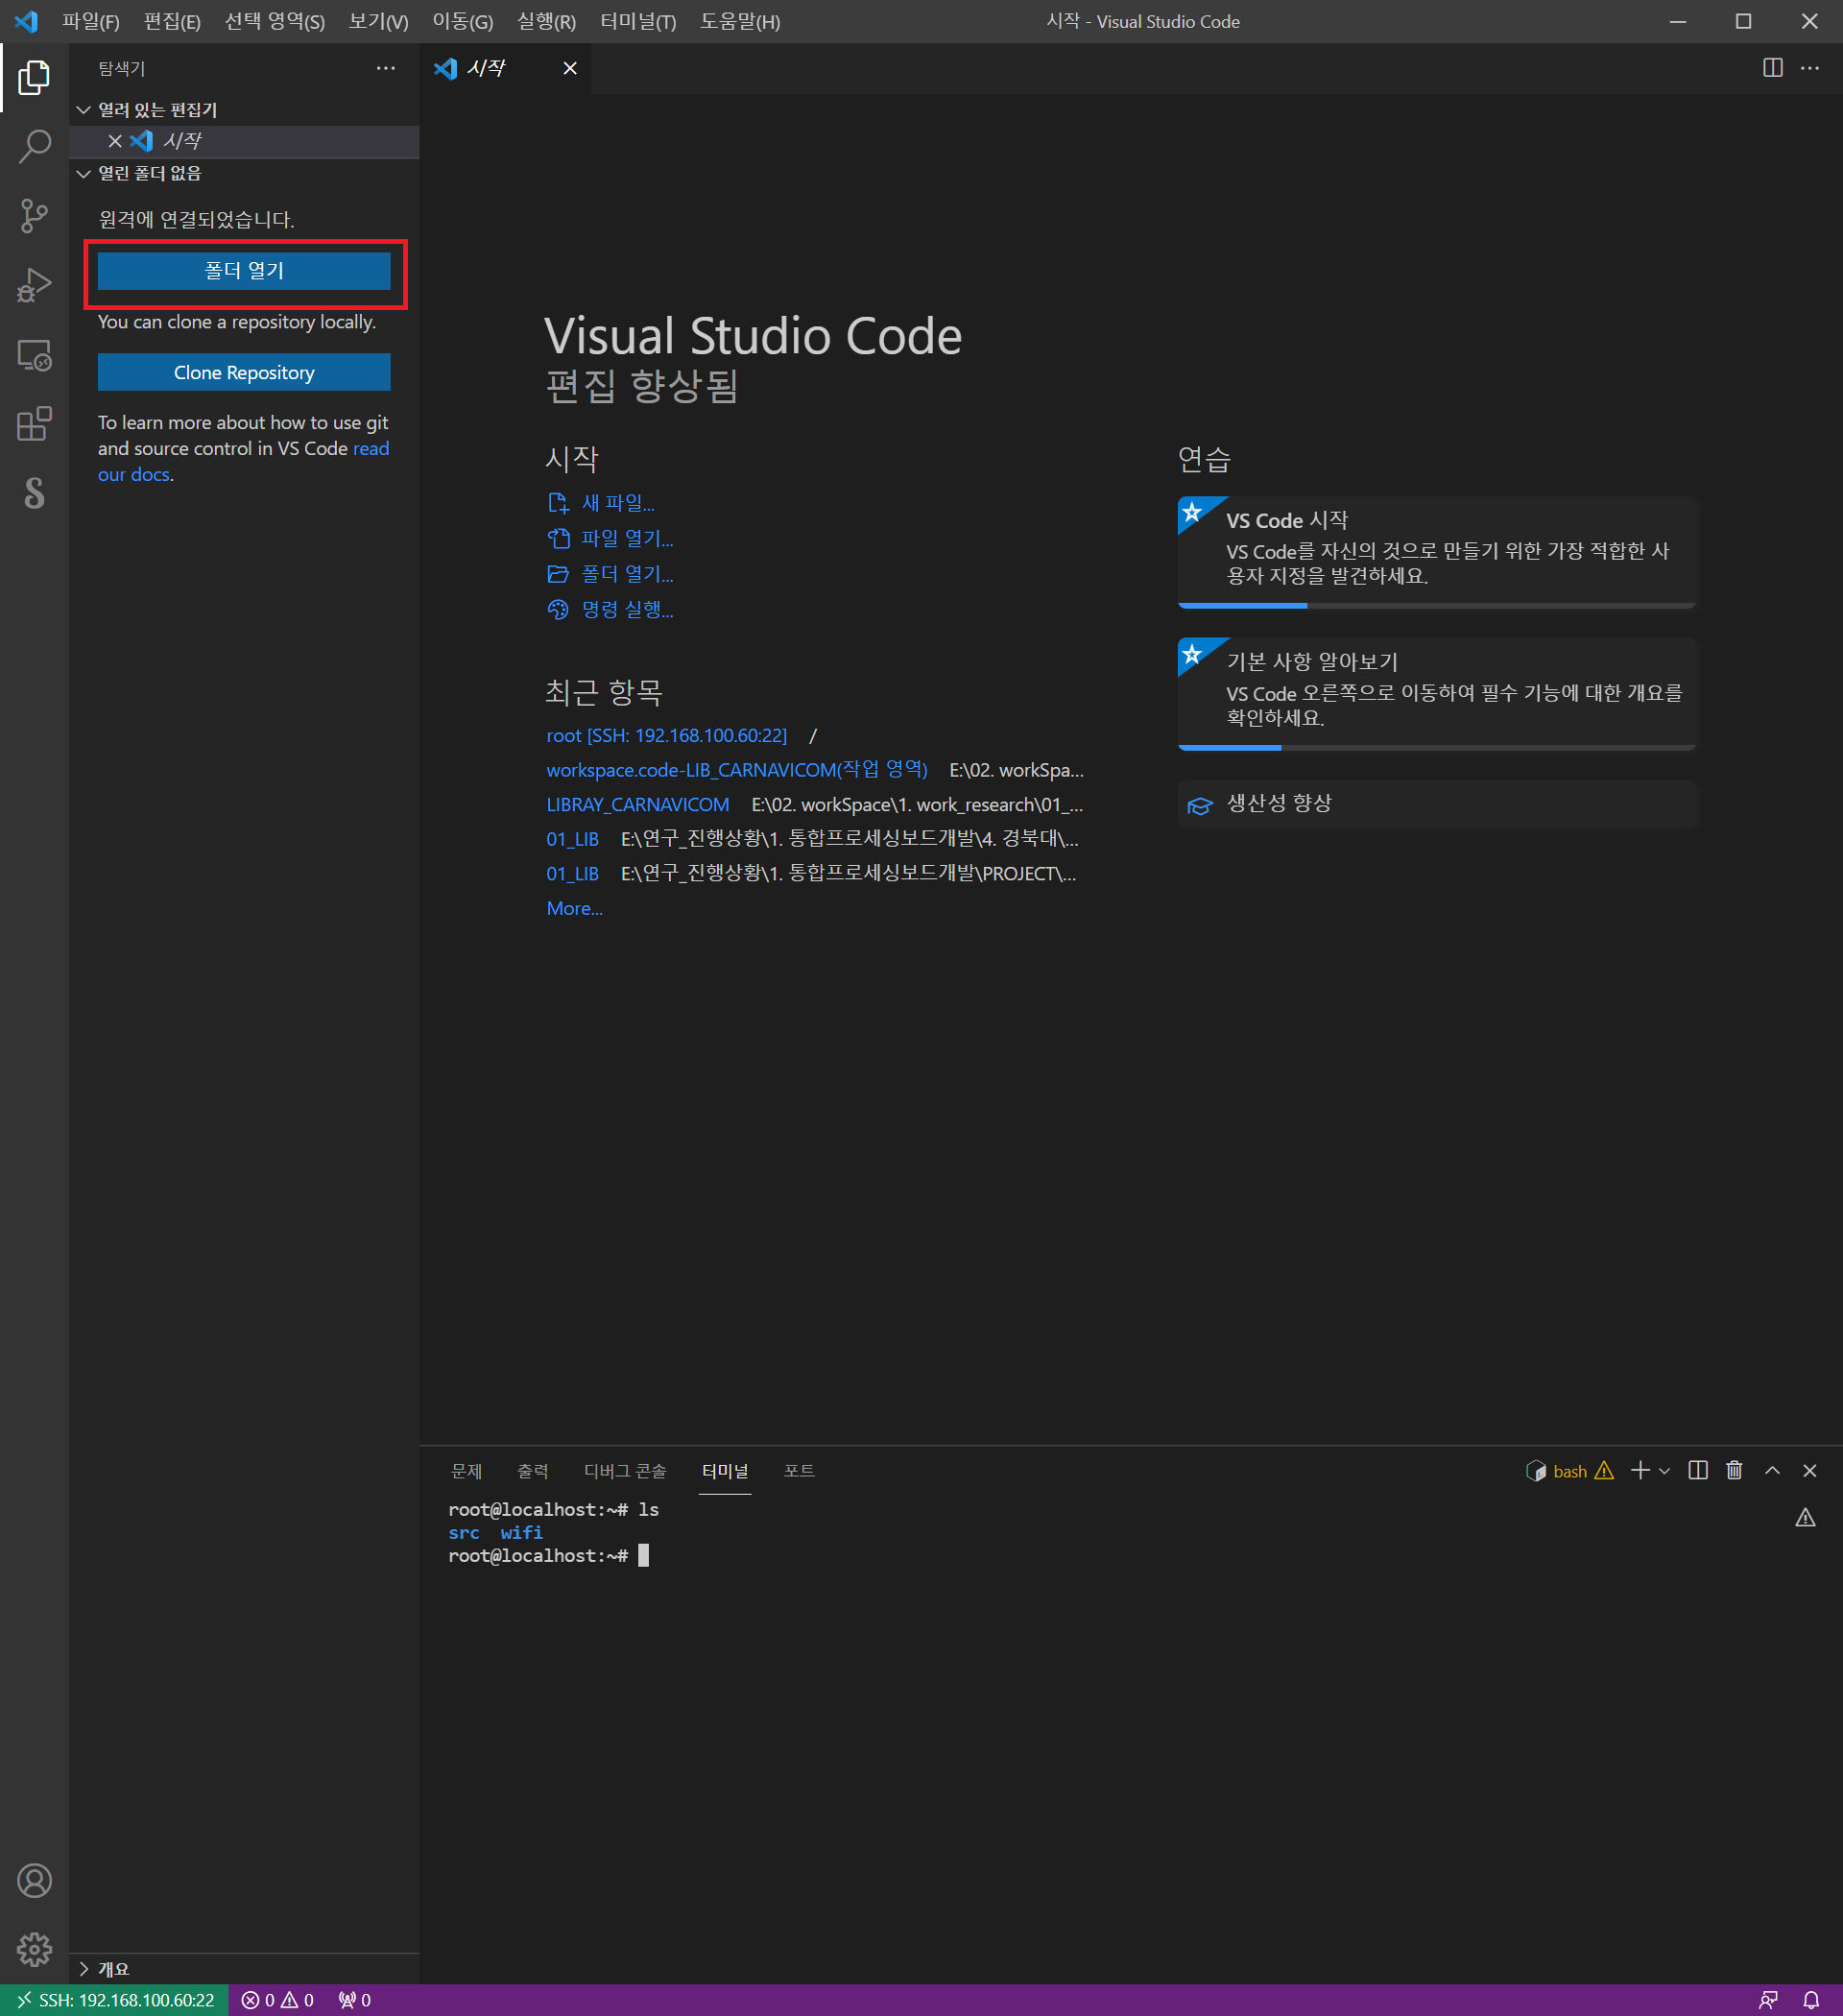 파일(F) 편집(E) 선택 영역(S) 보기(V) 이동(G) 실행(R) 터미널(T) 도움말(H) 시작 - Visual Studio Code
탐색기
시작
열려 있는 편집기
시작
열린 폴더 없음
원격에 연결되었습니다.
폴더 열기
You can clone a repository locally.
Clone Repository
To learn more about how to use git
and source control in VS Code read
our docs.
Visual Studio Code
편집 향상됨
시작
새 파일...
파일 열기...
폴더 열기...
명령 실행...
최근 항목
root [SSH: 192.168.100.60:22] /
workspace.code-LIB_CARNAVICOM(작업 영역) E:\02. workSpa...
LIBRAY_CARNAVICOM E:\02. workSpace\1. work_research\01_...
01_LIB E:\연구_진행상황\1. 통합프로세싱보드개발\4. 경북대\...
01_LIB E:\연구_진행상황\1. 통합프로세싱보드개발\PROJECT\...
More...
연습
VS Code 시작
VS Code를 자신의 것으로 만들기 위한 가장 적합한 사
용자 지정을 발견하세요.
기본 사항 알아보기
VS Code 오른쪽으로 이동하여 필수 기능에 대한 개요를
확인하세요.
생산성 향상
문제 출력 디버그 콘솔 터미널 포트
bash
root@localhost:~# ls
src wifi
root@localhost:~#
개요
SSH: 192.168.100.60:22 0 0 0